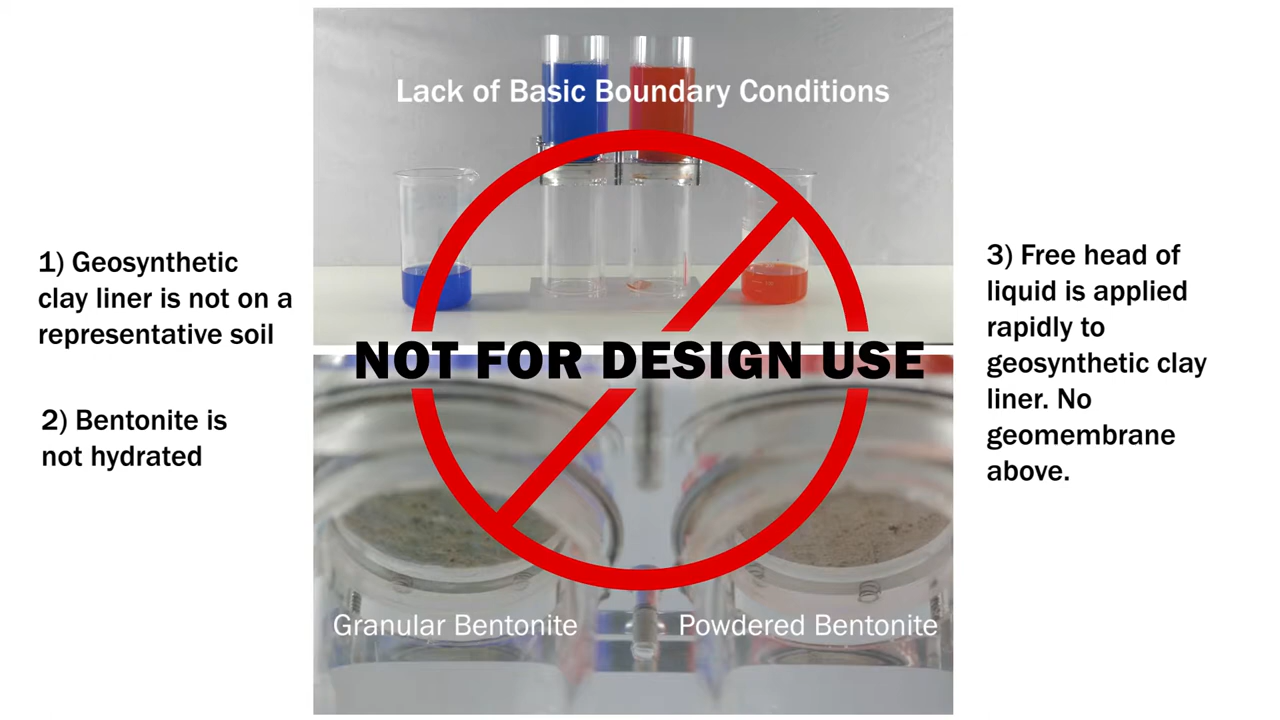 Lack of Basic Boundary Conditions
1) Geosynthetic
clay liner is not on a
representative soil
2) Bentonite is
not hydrated
NOT FOR DESIGN USE
3) Free head of
liquid is applied
rapidly to
geosynthetic clay
liner. No
geomembrane
above.
Granular Bentonite
Powdered Bentonite